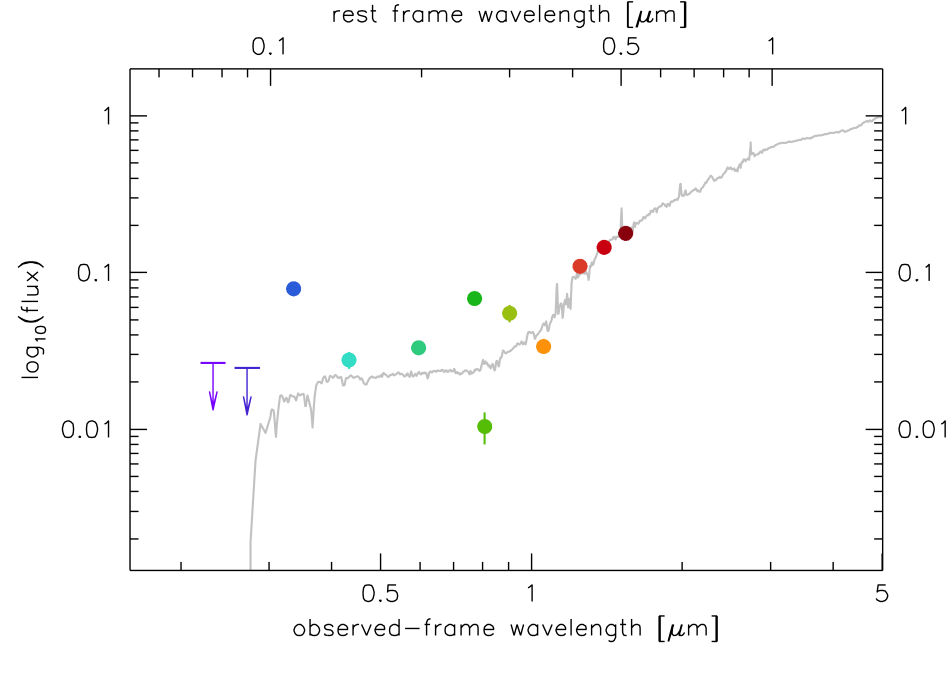 rest frame wavelength [μm]
0.1 0.5 1
1 1
0.1 0.1
0.01 0.01
log10(flux)
0.5 1 5
observed-frame wavelength [μm]